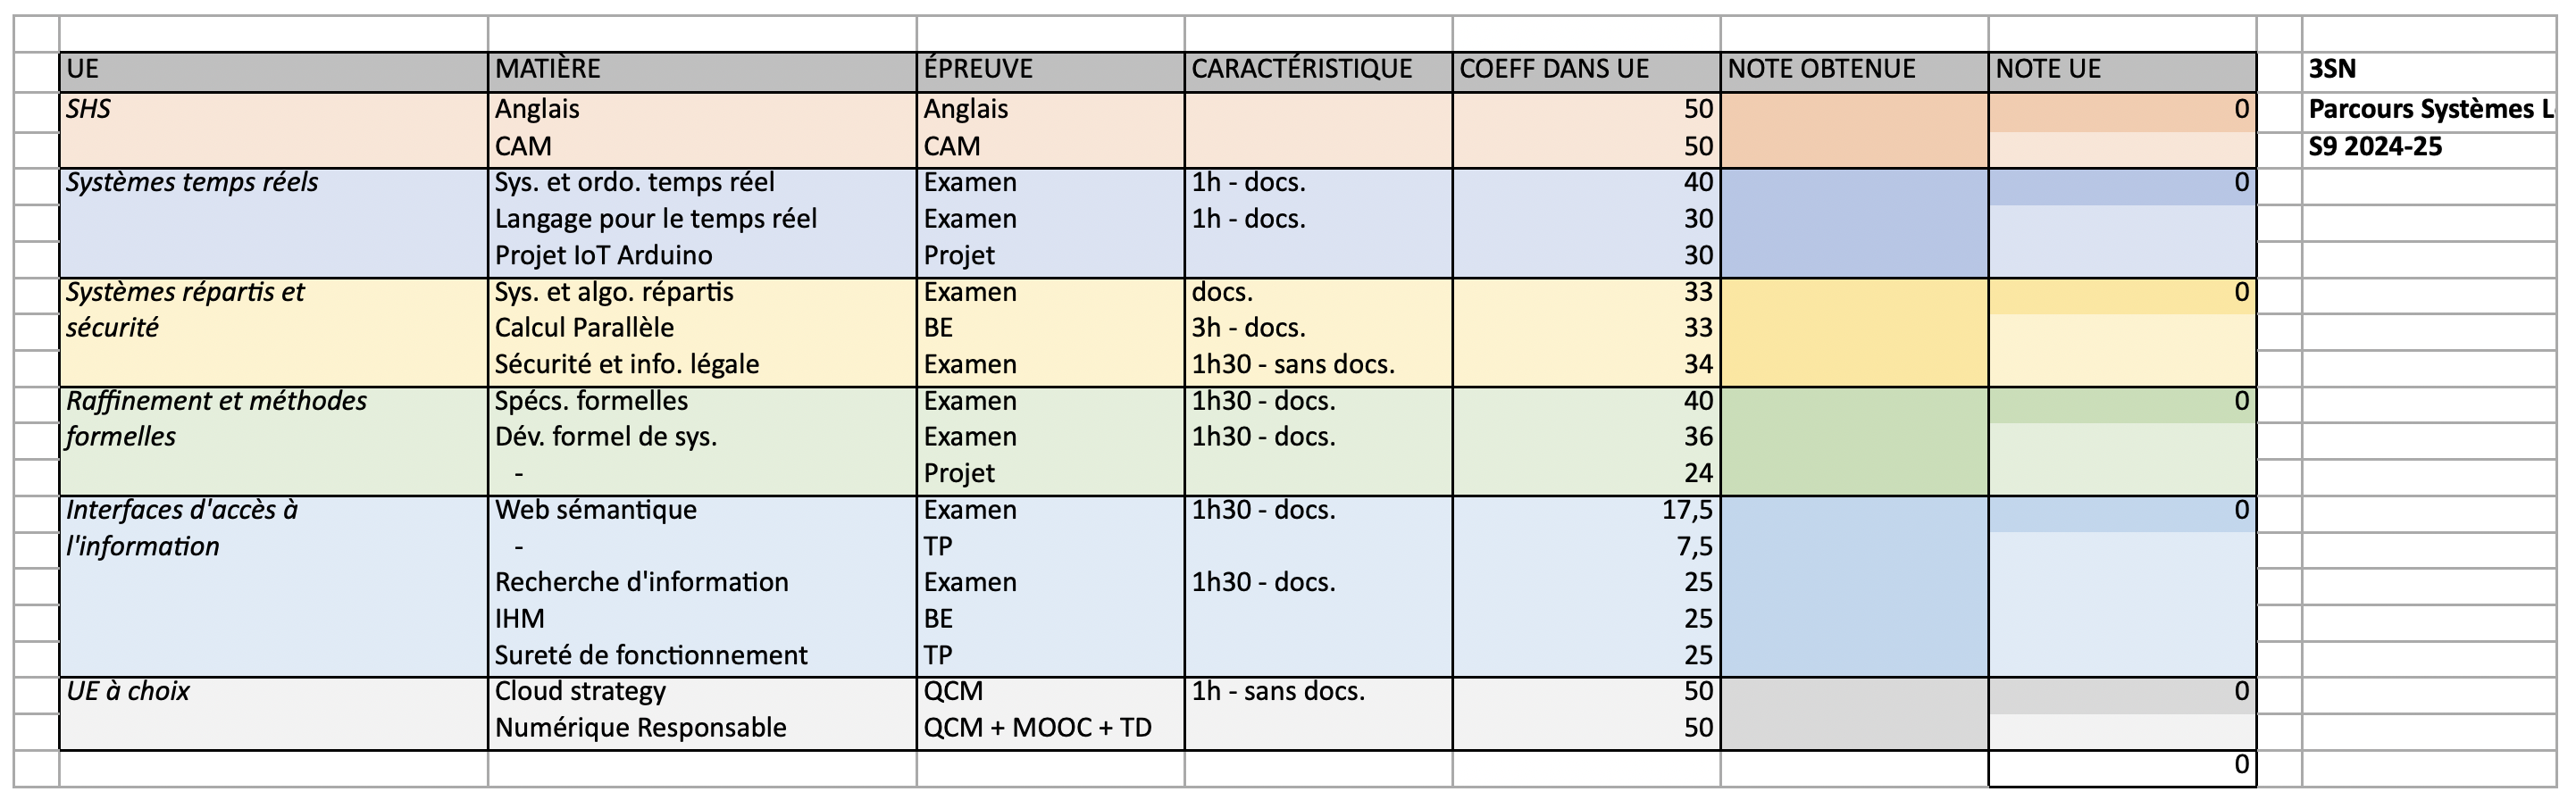 UE MATIÈRE ÉPREUVE CARACTÉRISTIQUE COEFF DANS UE NOTE OBTENUE NOTE UE 3SN
SHS Anglais Anglais 50 0 Parcours Systèmes L
CAM CAM 50 S9 2024-25
Systèmes temps réels Sys. et ordo. temps réel Examen 1h - docs. 40 0
Langage pour le temps réel Examen 1h - docs. 30
Projet IoT Arduino Projet 30
Systèmes répartis et Sys. et algo. répartis Examen docs. 33 0
sécurité Calcul Parallèle BE 3h - docs. 33
Sécurité et info. légale Examen 1h30 - sans docs. 34
Raffinement et méthodes Spécs. formelles Examen 1h30 - docs. 40 0
formelles Dév. formel de sys. Examen 1h30 - docs. 36
- Projet 24
Interfaces d'accès à Web sémantique Examen 1h30 - docs. 17,5 0
l'information - TP 7,5
Recherche d'information Examen 1h30 - docs. 25
IHM BE 25
Sureté de fonctionnement TP 25
UE à choix Cloud strategy QCM 1h - sans docs. 50 0
Numérique Responsable QCM + MOOC + TD 50
0